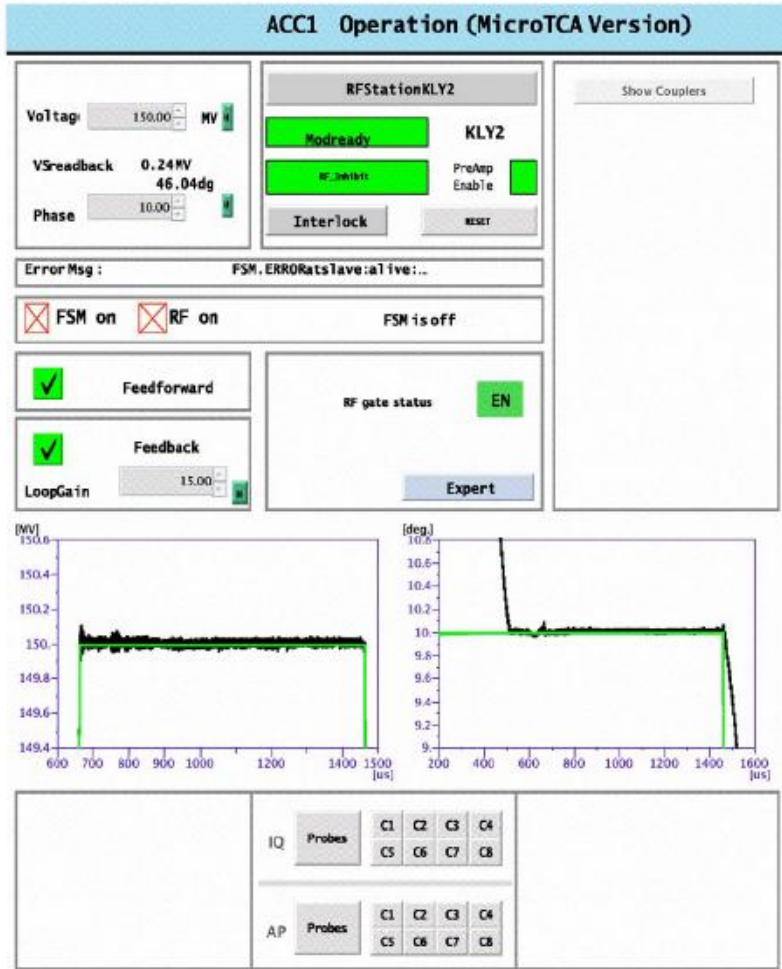 ACC1 Operation (MicroTCA Version)
Voltag 150.00 MV
VSreadback 0.24MV
46.04dg
Phase 10.00
RFStationKLY2
Modready KLY2
RF_Inhibit PreAmp
Enable
Interlock RESET
Show Couplers
Error Msg : FSM.ERRORatslave:alive:...
FSM on RF on FSM is off
Feedforward
RF gate status EN
Feedback
LoopGain 15.00
Expert
[MV]
150.6
150.4
150.2
150.
149.8
149.6
149.4
600 700 800 900 1000 1200 1300 1500
[us]
[deg.]
10.8
10.6
10.4
10.2
10.
9.8
9.6
9.4
9.2
9.
200 400 600 800 1000 1200 1400 1600
[us]
IQ Probes C1 C2 C3 C4
C5 C6 C7 C8
AP Probes C1 C2 C3 C4
C5 C6 C7 C8